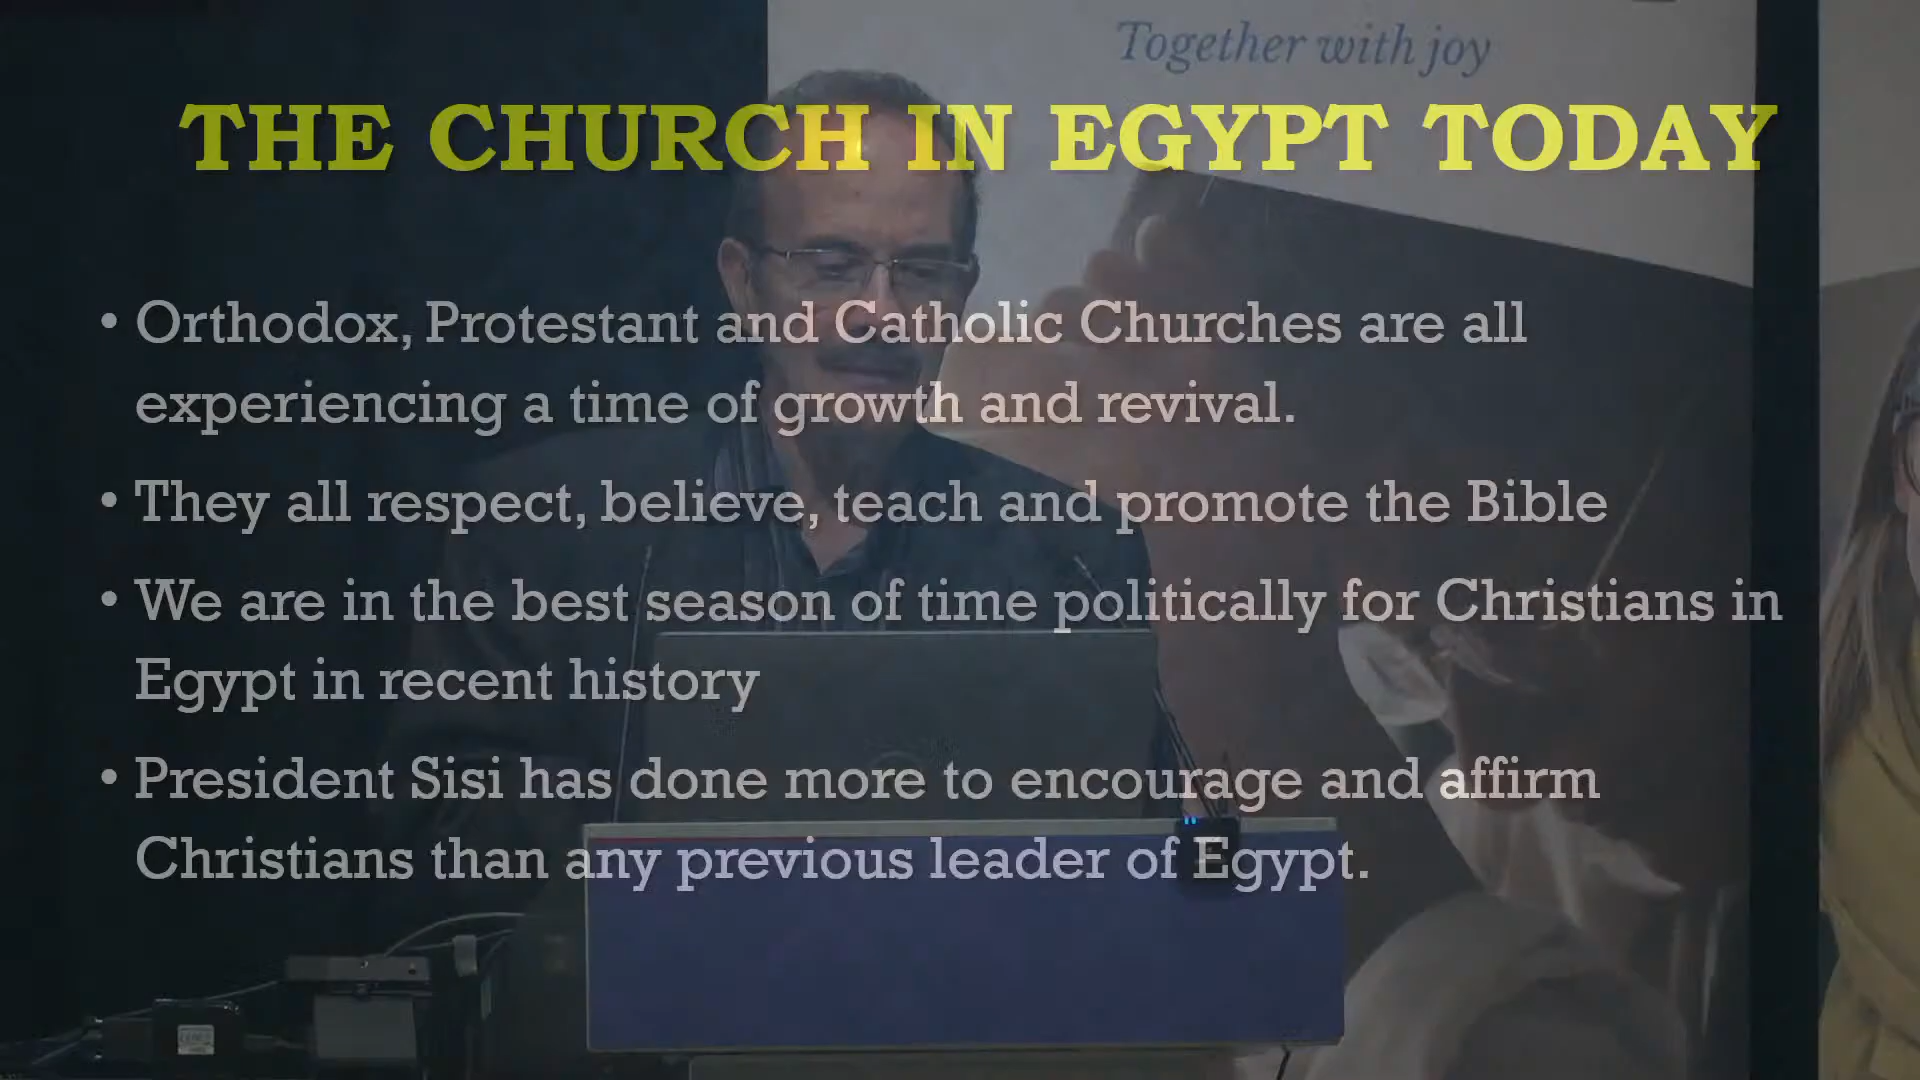 Together with joy
THE CHURCH IN EGYPT TODAY
• Orthodox, Protestant and Catholic Churches are all
experiencing a time of growth and revival.
• They all respect, believe, teach and promote the Bible
• We are in the best season of time politically for Christians in
Egypt in recent history
• President Sisi has done more to encourage and affirm
Christians than any previous leader of Egypt.